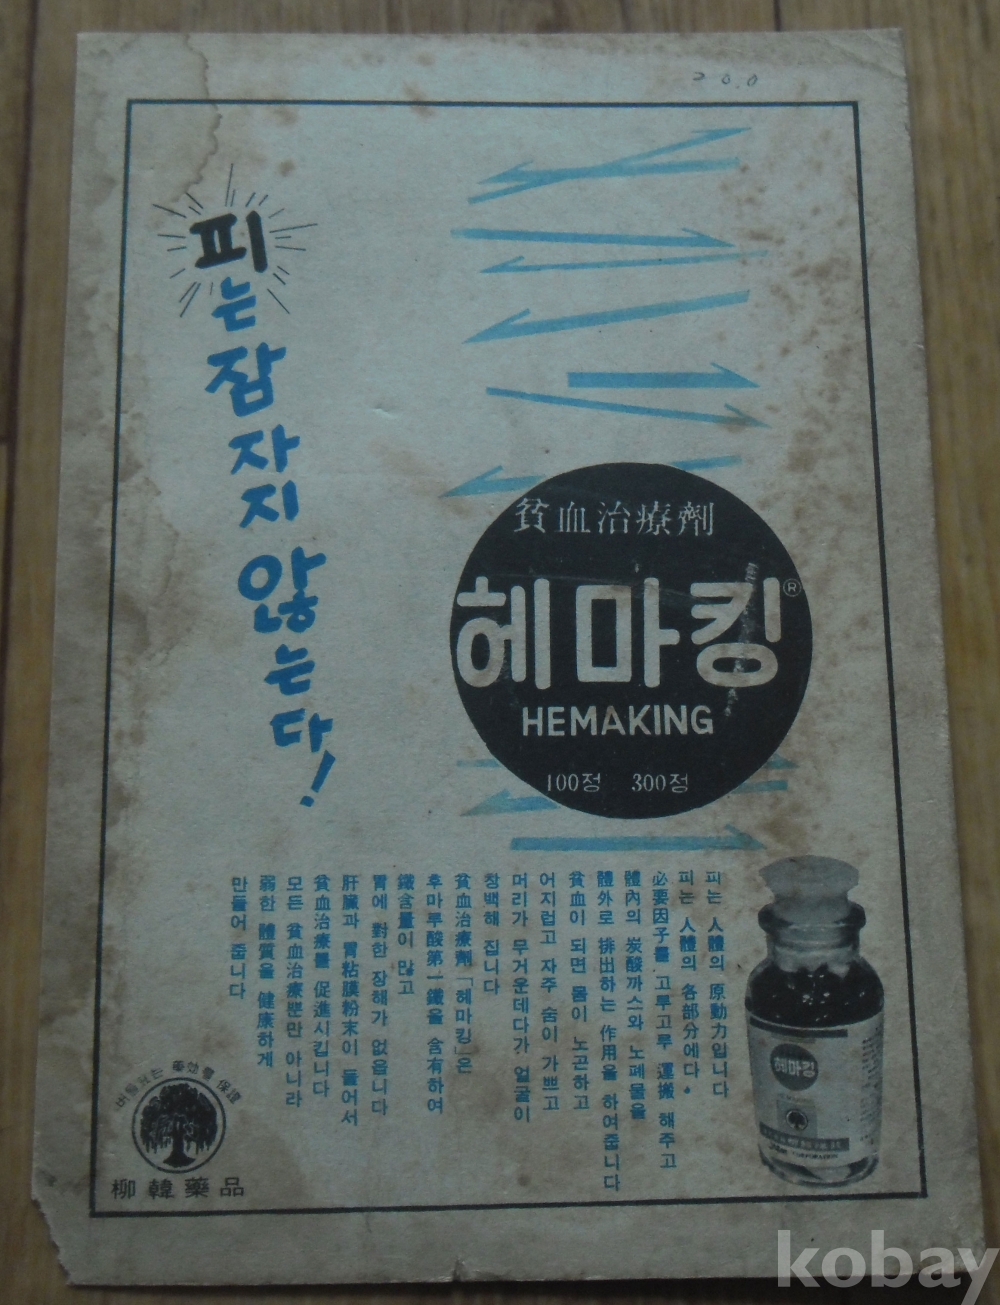 200
피는 잠자지 않는다!
貧血治療劑
헤마킹®
HEMAKING
100정 300정
피는 人體의 原動力입니다
피는 人體의 各部分에다.
必要因子를 고루고루 運搬해주고
體內의 炭酸까스와 노폐물을
體外로 排出하는 作用을 하여줍니다
貧血이 되면 몸이 노곤하고
어지럽고 자주 숨이 가쁘고
머리가 무거운데다가 얼굴이
창백해 집니다
貧血治療劑「헤마킹」은
후마루酸第一鐵을 含有하여
鐵含量이 많고
胃에 對한 장해가 없읍니다
肝臟과 胃粘膜粉末이 들어서
貧血治療를 促進시킵니다
모든 貧血治療뿐만 아니라
弱한 體質을 健康하게
만들어 줍니다
헤마킹
버들표는 藥效를 保證
柳韓藥品
kobay